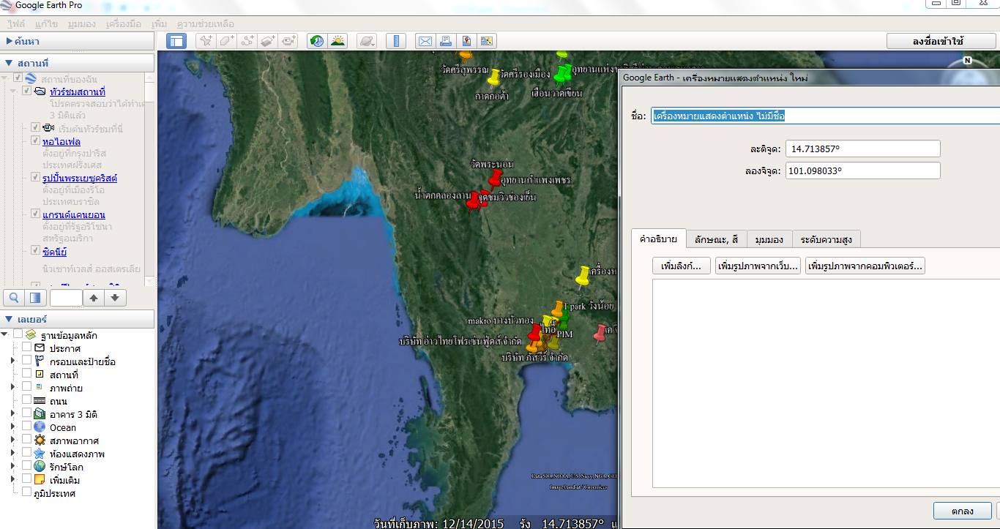 Google Earth Pro
ไฟล์ แก้ไข มุมมอง เครื่องมือ เพิ่ม ความช่วยเหลือ
ค้นหา
ลงชื่อเข้าใช้
สถานที่
สถานที่ของฉัน
ทัวร์ชมสถานที่
โปรดตรวจสอบว่าได้ทำเค
3 มิติแล้ว
เริ่มต้นทัวร์ชมที่นี่
หอไอเฟล
ตั้งอยู่ที่กรุงปารีส
ประเทศฝรั่งเศส
รูปปั้นพระเยซูคริสต์
ตั้งอยู่ที่เมืองริโอ
ประเทศบราซิล
แกรนด์แคนยอน
ตั้งอยู่ที่รัฐอริโซนา
สหรัฐอเมริกา
ซิดนีย์
นิวเซาท์เวลส์ ออสเตรเลีย
เลเยอร์
ฐานข้อมูลหลัก
ประกาศ
กรอบและป้ายชื่อ
สถานที่
ภาพถ่าย
ถนน
อาคาร 3 มิติ
Ocean
สภาพอากาศ
ห้องแสดงภาพ
รักษ์โลก
เพิ่มเติม
ภูมิประเทศ
วัดศรีสุพรรณ
วัดศรีรองเมือง
กาดกองต้า
เฮือนวาดเขียน
วัดพระนอน
อุทยานกำแพงเพชร
น้ำตกคลองลาน
จุดชมวิวช่องเย็น
T park วังน้อย
makro บางบัวทอง
PIM
บริษัท อ่าวไทยโฟรเซ่นฟู้ดส์ จำกัด
บริษัท ภัสวีร์ จำกัด
Data SIO, NOAA, U.S. Navy, NGA, GEB
Image Landsat / Copernicus
วันที่เก็บภาพ: 12/14/2015 รุ้ง 14.713857°
N
Google Earth - เครื่องหมายแสดงตำแหน่ง ใหม่
ชื่อ: เครื่องหมายแสดงตำแหน่ง ไม่มีชื่อ
ละติจูด: 14.713857°
ลองจิจูด: 101.098033°
คำอธิบาย ลักษณะ, สี มุมมอง ระดับความสูง
เพิ่มลิงก์... เพิ่มรูปภาพจากเว็บ... เพิ่มรูปภาพจากคอมพิวเตอร์...
ตกลง